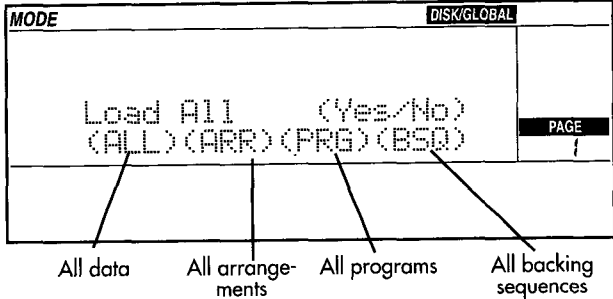 MODE
DISK/GLOBAL
Load All (Yes/No)
(ALL)(ARR)(PRG)(BSQ)
PAGE
1
All data
All arrange-
ments
All programs
All backing
sequences